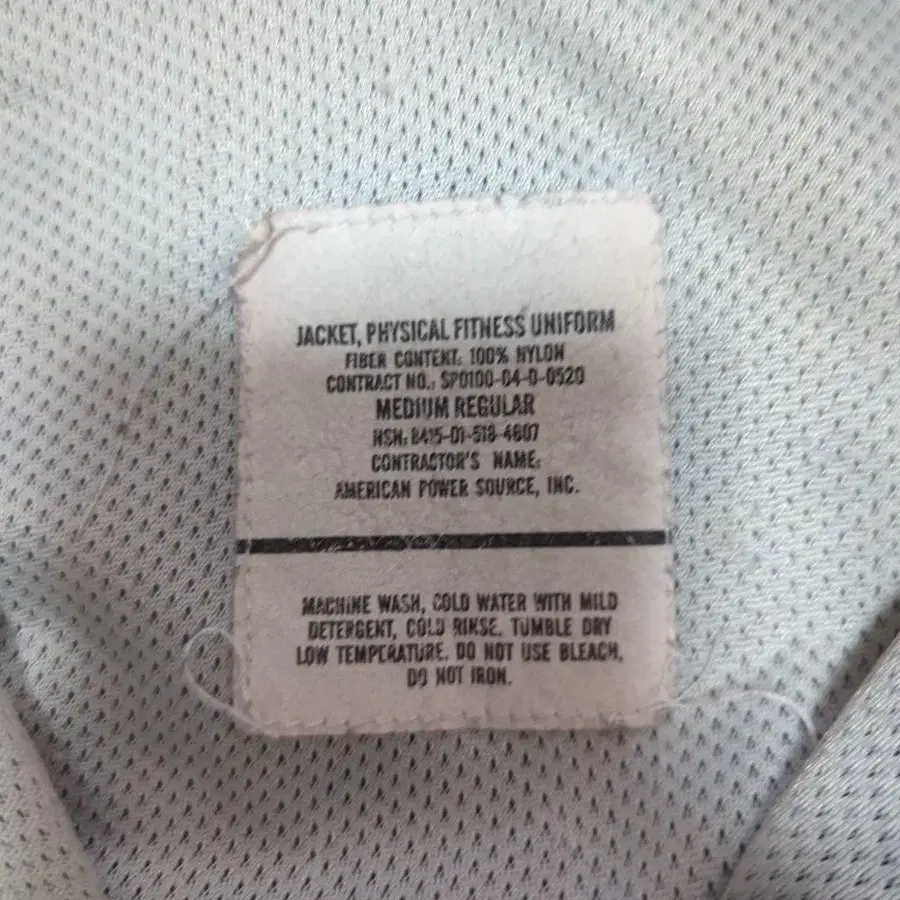 JACKET, PHYSICAL FITNESS UNIFORM
FIBER CONTENT: 100% NYLON
CONTRACT NO.: SP0100-04-D-0520
MEDIUM REGULAR
NSN: 8415-01-518-4607
CONTRACTOR'S NAME:
AMERICAN POWER SOURCE, INC.
MACHINE WASH, COLD WATER WITH MILD
DETERGENT, COLD RINSE. TUMBLE DRY
LOW TEMPERATURE. DO NOT USE BLEACH,
DO NOT IRON.